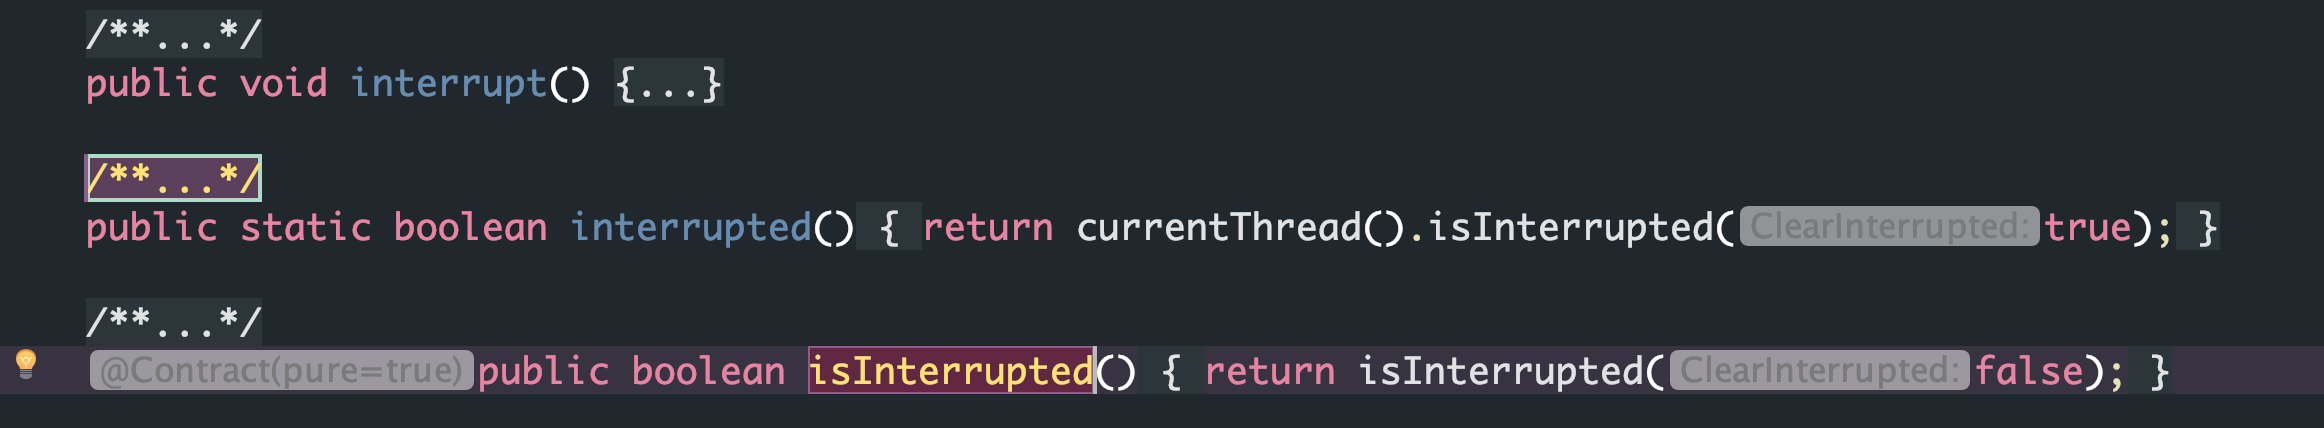 /**...*/
public void interrupt() {...}
/**...*/
public static boolean interrupted() { return currentThread().isInterrupted( ClearInterrupted: true); }
/**...*/
@Contract(pure=true) public boolean isInterrupted() { return isInterrupted( ClearInterrupted: false); }